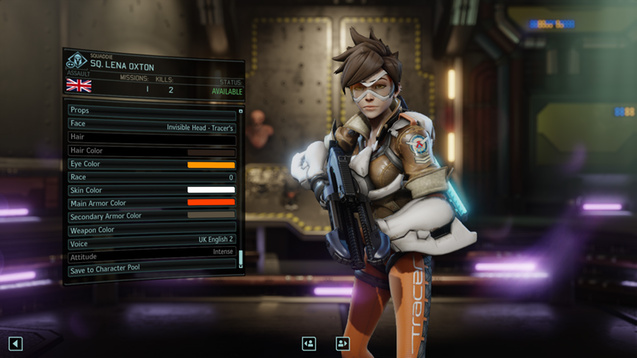 SQUADDIE
SQ. LENA OXTON
ASSAULT
MISSIONS: KILLS:
1 2
STATUS:
AVAILABLE
Props
Face
Invisible Head - Tracer's
Hair
Hair Color
Eye Color
Race 0
Skin Color
Main Armor Color
Secondary Armor Color
Weapon Color
Voice UK English 2
Attitude Intense
Save to Character Pool
Tracer